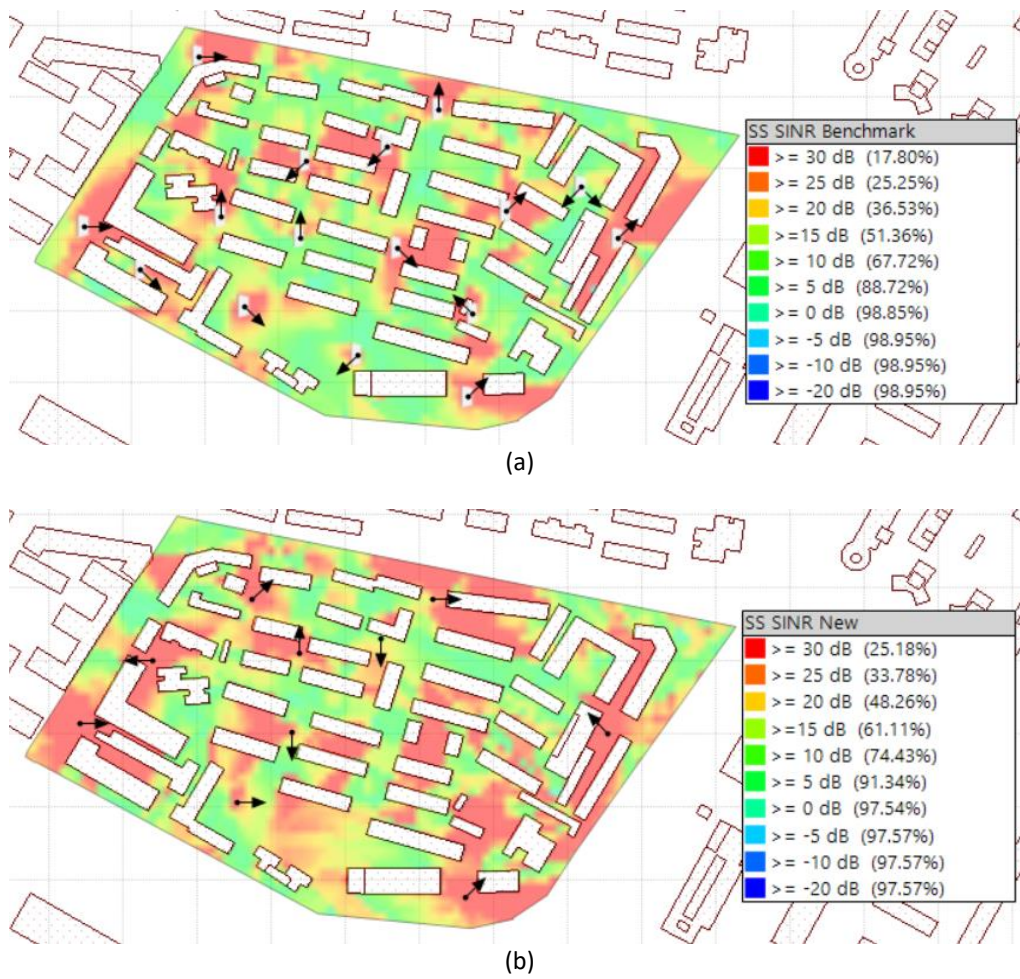 SS SINR Benchmark
>= 30 dB (17.80%)
>= 25 dB (25.25%)
>= 20 dB (36.53%)
>=15 dB (51.36%)
>= 10 dB (67.72%)
>= 5 dB (88.72%)
>= 0 dB (98.85%)
>= -5 dB (98.95%)
>= -10 dB (98.95%)
>= -20 dB (98.95%)
(a)
SS SINR New
>= 30 dB (25.18%)
>= 25 dB (33.78%)
>= 20 dB (48.26%)
>=15 dB (61.11%)
>= 10 dB (74.43%)
>= 5 dB (91.34%)
>= 0 dB (97.54%)
>= -5 dB (97.57%)
>= -10 dB (97.57%)
>= -20 dB (97.57%)
(b)